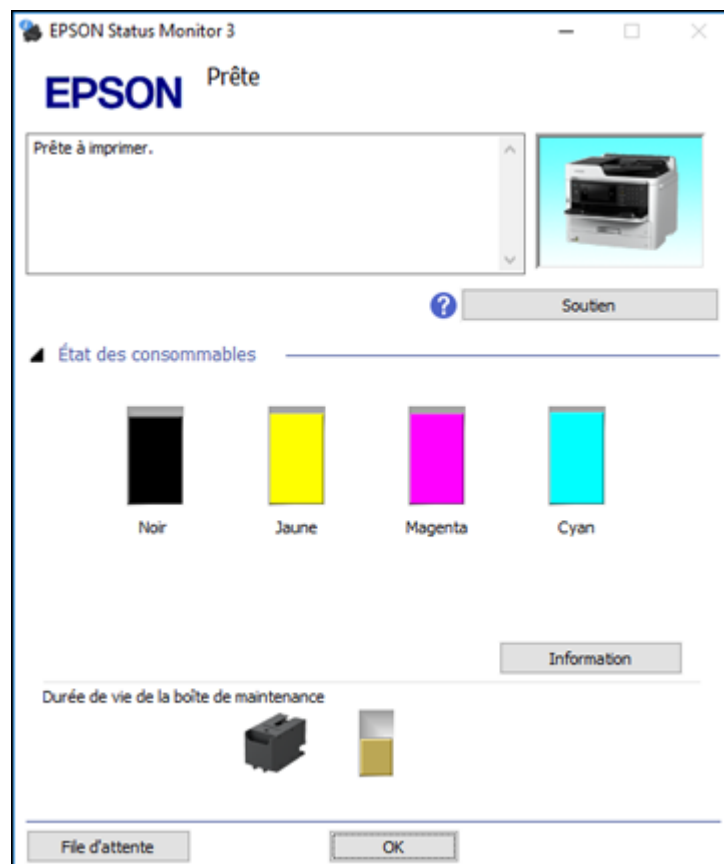 EPSON Status Monitor 3
EPSON
Prête
Prête à imprimer.
Soutien
État des consommables
Noir
Jaune
Magenta
Cyan
Information
Durée de vie de la boîte de maintenance
File d'attente
OK